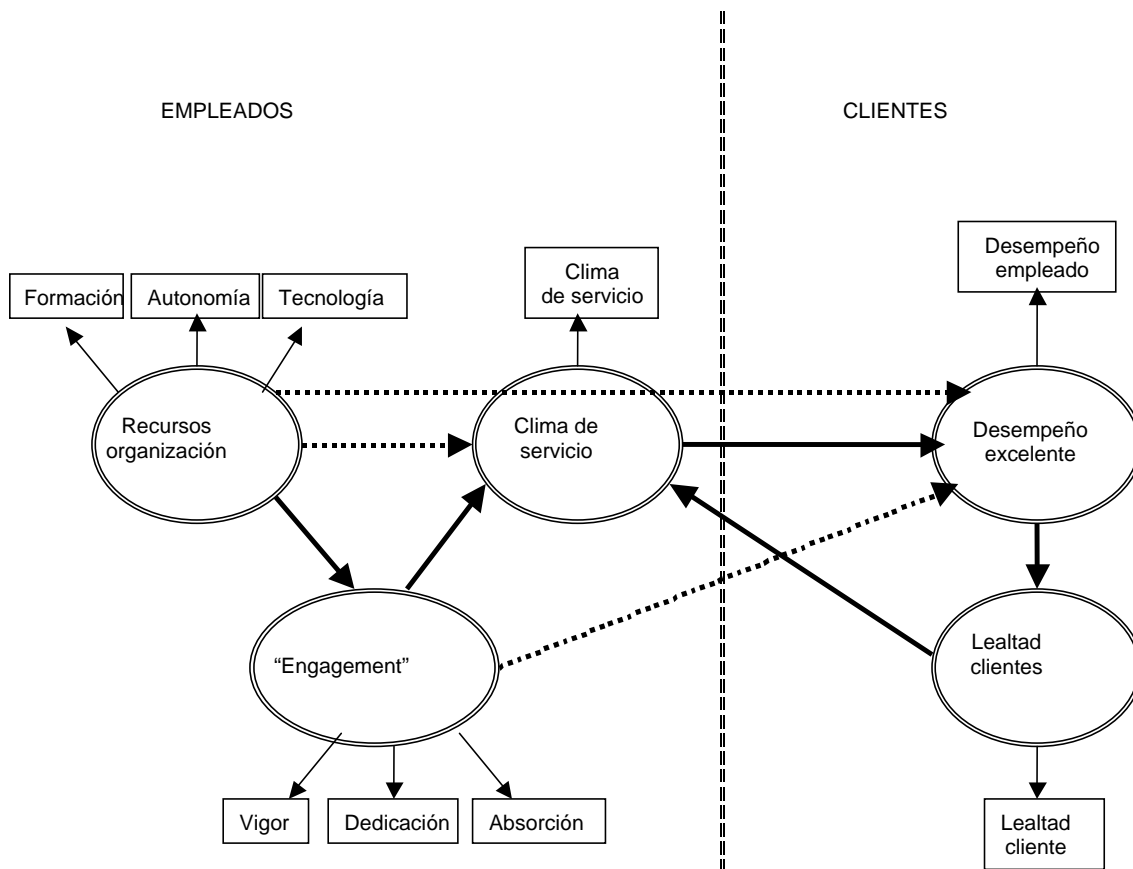 EMPLEADOS
CLIENTES
Desempeño
empleado
Clima
de servicio
Formación
Autonomía
Tecnología
Recursos
organización
Clima de
servicio
Desempeño
excelente
“Engagement”
Lealtad
clientes
Vigor
Dedicación
Absorción
Lealtad
cliente